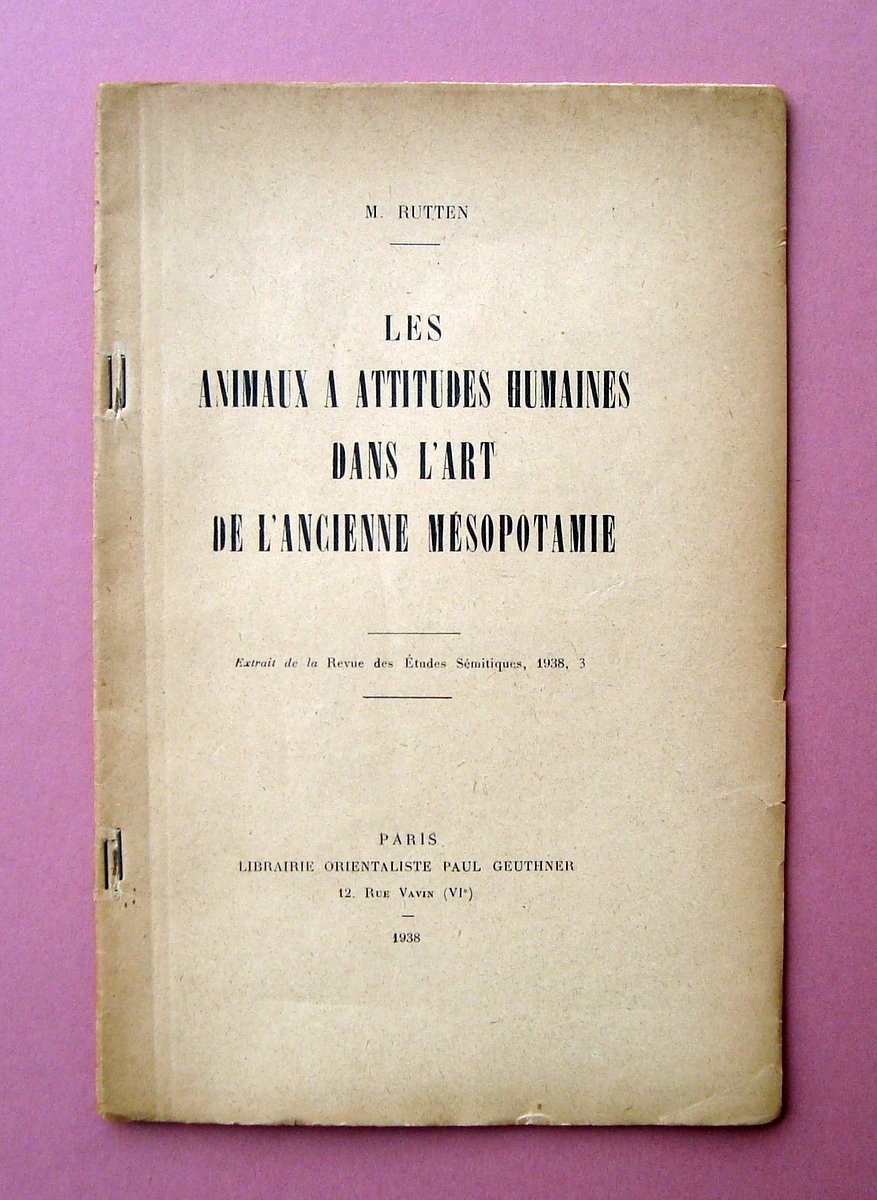 M. RUTTEN
LES
ANIMAUX A ATTITUDES HUMAINES
DANS L'ART
DE L'ANCIENNE MÉSOPOTAMIE
Extrait de la Revue des Études Sémitiques, 1938, 3
PARIS
LIBRAIRIE ORIENTALISTE PAUL GEUTHNER
12, Rue Vavin (VIe)
1938